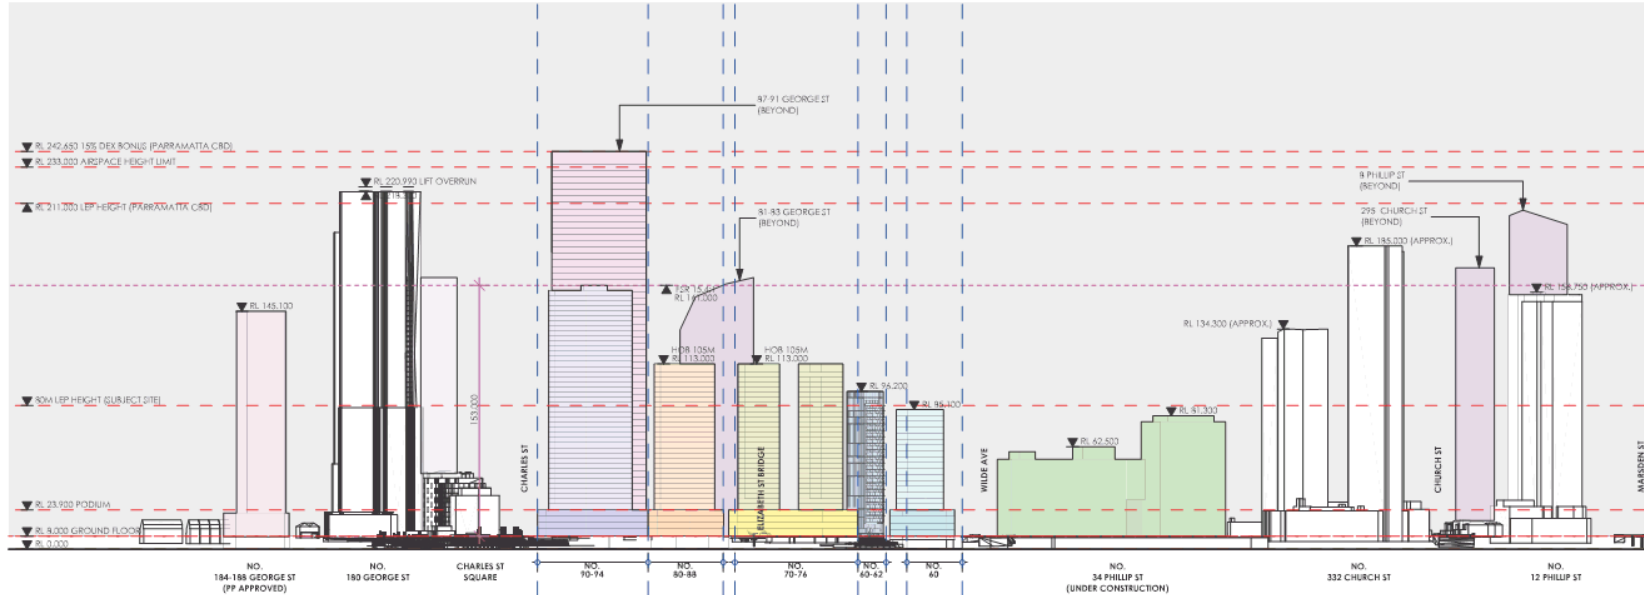 87-91 GEORGE ST
(BEYOND)
RL 242.650 15% DEX BONUS (PARRAMATTA CBD)
RL 233.000 AIRSPACE HEIGHT LIMIT
RL 220.990 LIFT OVERRUN
8 PHILLIP ST
(BEYOND)
RL 211.000 LEP HEIGHT (PARRAMATTA CBD)
81-83 GEORGE ST
(BEYOND)
295 CHURCH ST
(BEYOND)
RL 185.000 (APPROX.)
RL 161.000
(APPROX.)
RL 145.100
RL 134.300 (APPROX.)
HOB 105M
RL 113.000
HOB 105M
RL 113.000
RL 96.200
80M LEP HEIGHT (SUBJECT SITE)
RL 85.100
RL 81.300
153.000
RL 62.500
CHARLES ST
ELIZABETH ST BRIDGE
WILDE AVE
CHURCH ST
MARSDEN ST
RL 23.900 PODIUM
RL 8.000 GROUND FLOOR
RL 0.000
NO.
184-188 GEORGE ST
(PP APPROVED)
NO.
180 GEORGE ST
CHARLES ST
SQUARE
NO.
90-94
NO.
80-88
NO.
70-76
NO.
60-62
NO.
60
NO.
34 PHILLIP ST
(UNDER CONSTRUCTION)
NO.
332 CHURCH ST
NO.
12 PHILLIP ST